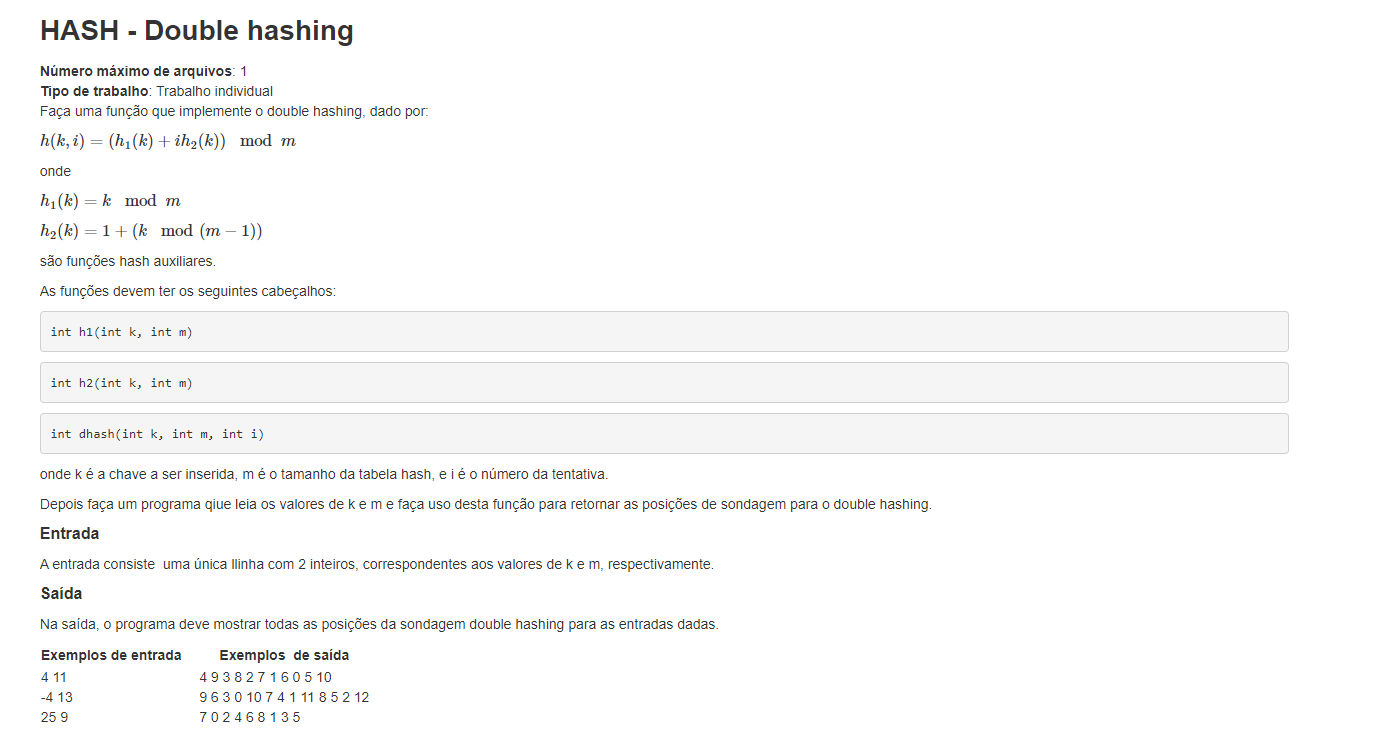 HASH - Double hashing
Número máximo de arquivos: 1
Tipo de trabalho: Trabalho individual
Faça uma função que implemente o double hashing, dado por:
h(k, i) = (h₁(k) + ih₂(k)) mod m
onde
h₁(k) = k mod m
h₂(k) = 1 + (k mod (m − 1))
são funções hash auxiliares.
As funções devem ter os seguintes cabeçalhos:
int h1(int k, int m)
int h2(int k, int m)
int dhash(int k, int m, int i)
onde k é a chave a ser inserida, m é o tamanho da tabela hash, e i é o número da tentativa.
Depois faça um programa qiue leia os valores de k e m e faça uso desta função para retornar as posições de sondagem para o double hashing.
Entrada
A entrada consiste  uma única llinha com 2 inteiros, correspondentes aos valores de k e m, respectivamente.
Saída
Na saída, o programa deve mostrar todas as posições da sondagem double hashing para as entradas dadas.
Exemplos de entrada Exemplos  de saída
4 11 4 9 3 8 2 7 1 6 0 5 10
-4 13 9 6 3 0 10 7 4 1 11 8 5 2 12
25 9 7 0 2 4 6 8 1 3 5